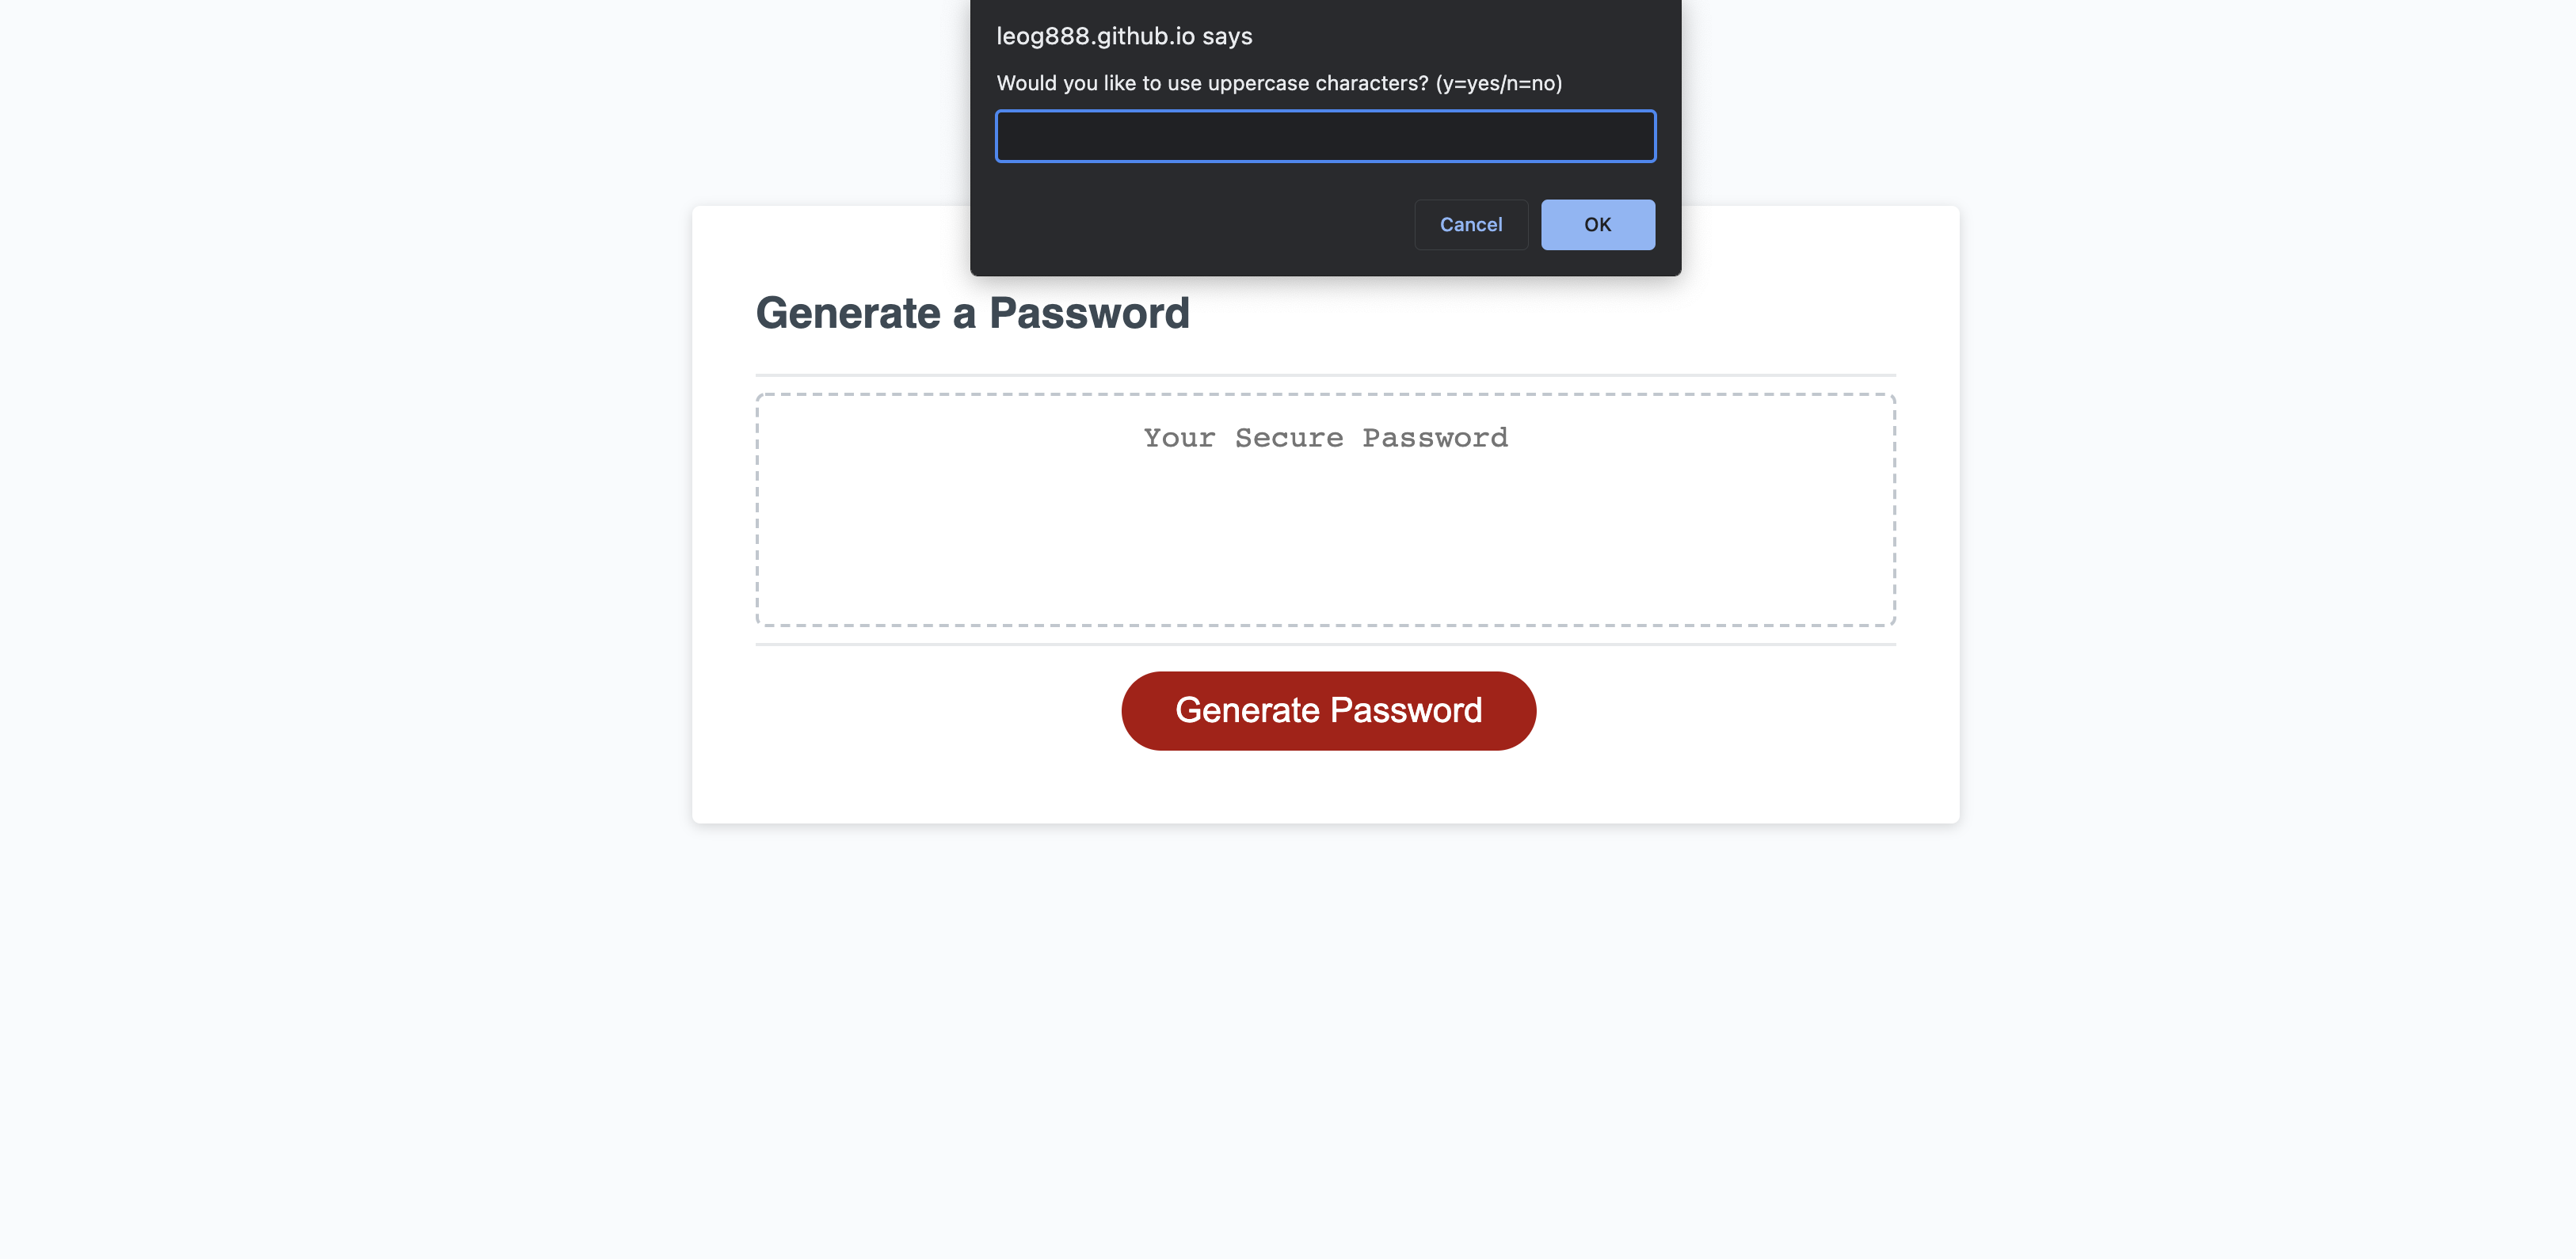 leog888.github.io says
Would you like to use uppercase characters? (y=yes/n=no)
Cancel
OK
Generate a Password
Your Secure Password
Generate Password